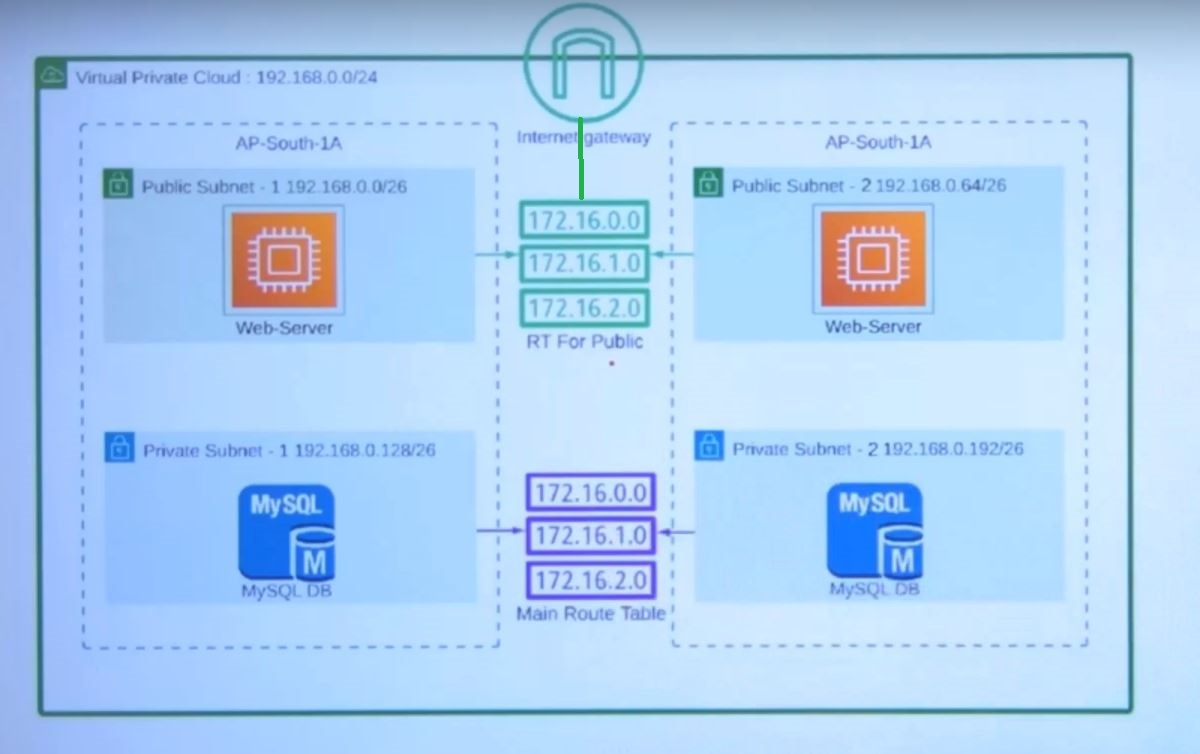 Virtual Private Cloud : 192.168.0.0/24
Internet gateway
AP-South-1A
Public Subnet - 1 192.168.0.0/26
Web-Server
172.16.0.0
172.16.1.0
172.16.2.0
RT For Public
AP-South-1A
Public Subnet - 2 192.168.0.64/26
Web-Server
Private Subnet - 1 192.168.0.128/26
MySQL
M
MySQL DB
172.16.0.0
172.16.1.0
172.16.2.0
Main Route Table
Private Subnet - 2 192.168.0.192/26
MySQL
M
MySQL DB